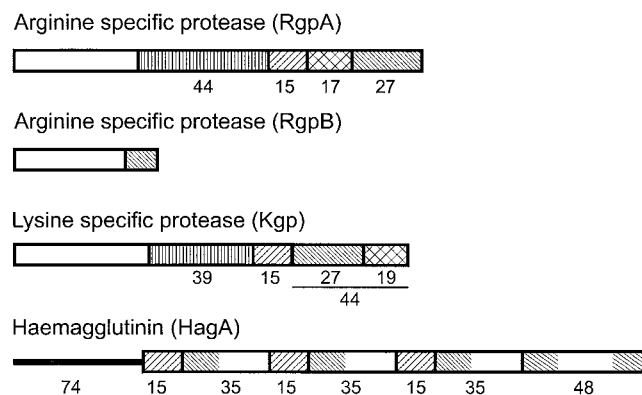 Arginine specific protease (RgpA)
44 15 17 27
Arginine specific protease (RgpB)
Lysine specific protease (Kgp)
39 15 27 19
44
Haemagglutinin (HagA)
74 15 35 15 35 15 35 48